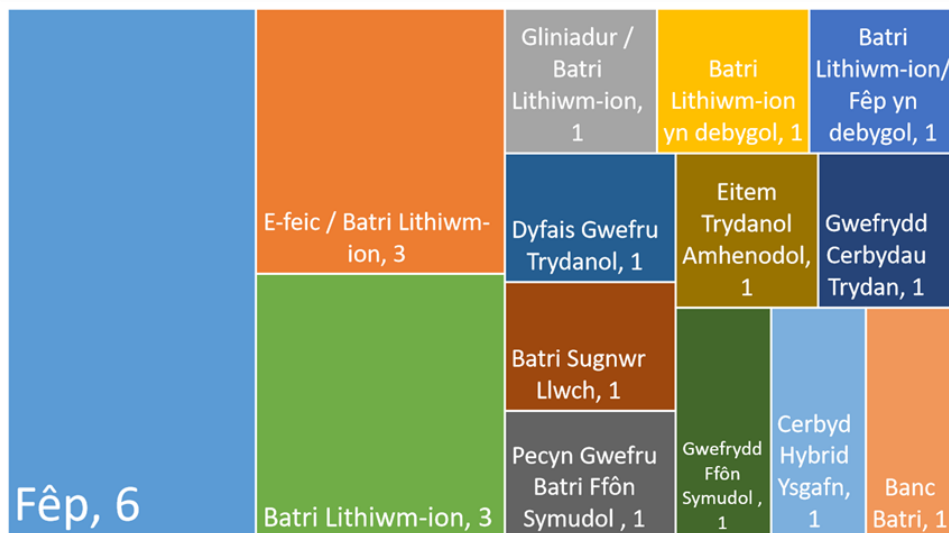 Fêp, 6
E-feic / Batri Lithiwm-
ion, 3
Batri Lithiwm-ion, 3
Gliniadur /
Batri
Lithiwm-ion,
1
Batri
Lithiwm-ion
yn debygol, 1
Batri
Lithiwm-ion/
Fêp yn
debygol, 1
Dyfais Gwefru
Trydanol, 1
Eitem
Trydanol
Amhenodol,
1
Gwefrydd
Cerbydau
Trydan, 1
Batri Sugnwr
Llwch, 1
Pecyn Gwefru
Batri Ffôn
Symudol , 1
Gwefrydd
Ffôn
Symudol ,
1
Cerbyd
Hybrid
Ysgafn,
1
Banc
Batri, 1